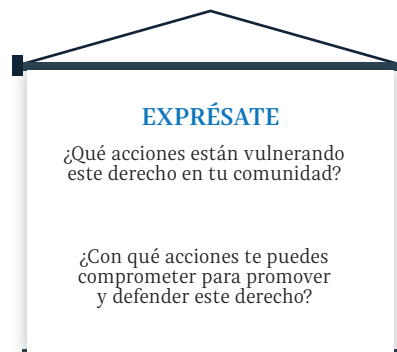 EXPRÉSATE
¿Qué acciones están vulnerando
este derecho en tu comunidad?
¿Con qué acciones te puedes
comprometer para promover
y defender este derecho?